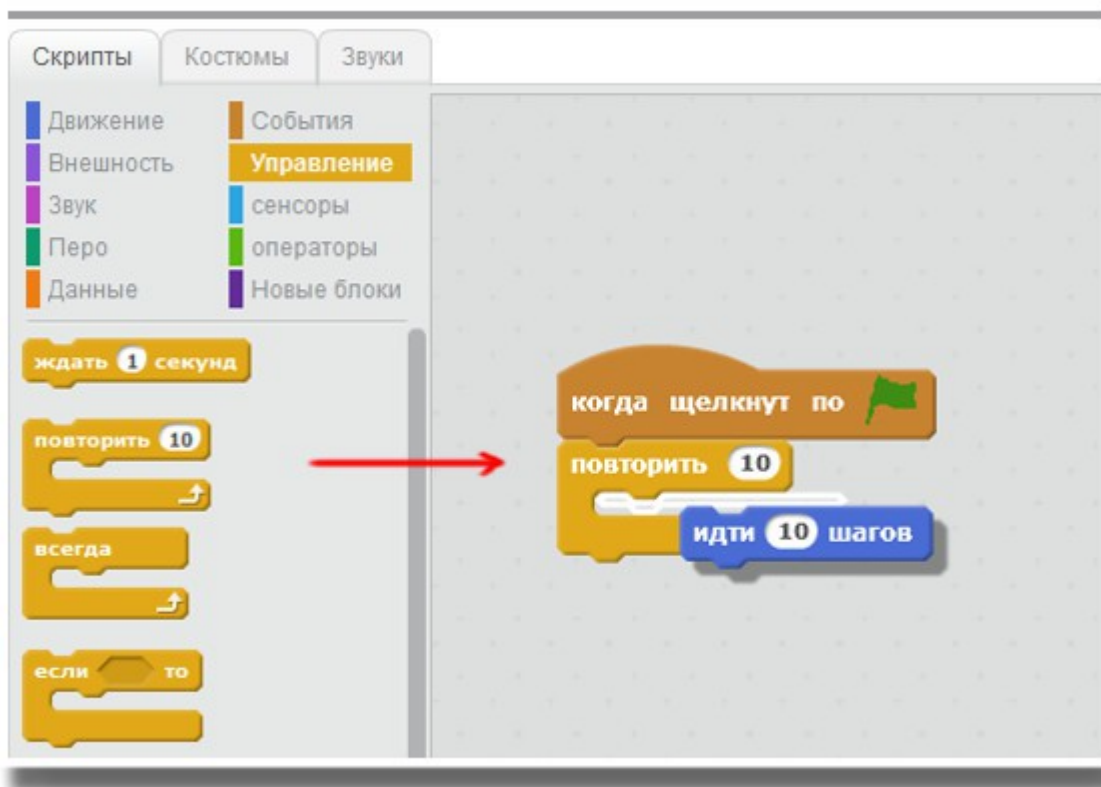 Скрипты Костюмы Звуки
Движение События
Внешность Управление
Звук сенсоры
Перо операторы
Данные Новые блоки
ждать 1 секунд
повторить 10
всегда
если то
когда щелкнут по
повторить 10
идти 10 шагов